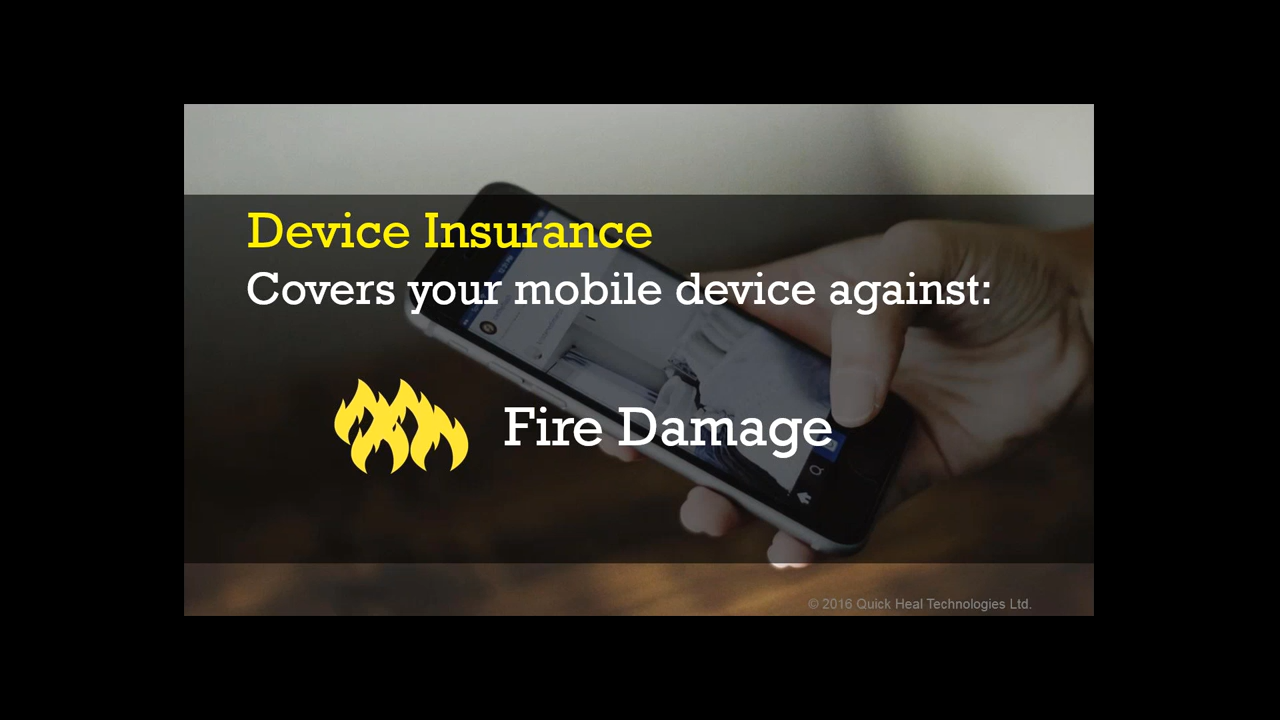 Device Insurance
Covers your mobile device against:
Fire Damage
© 2016 Quick Heal Technologies Ltd.